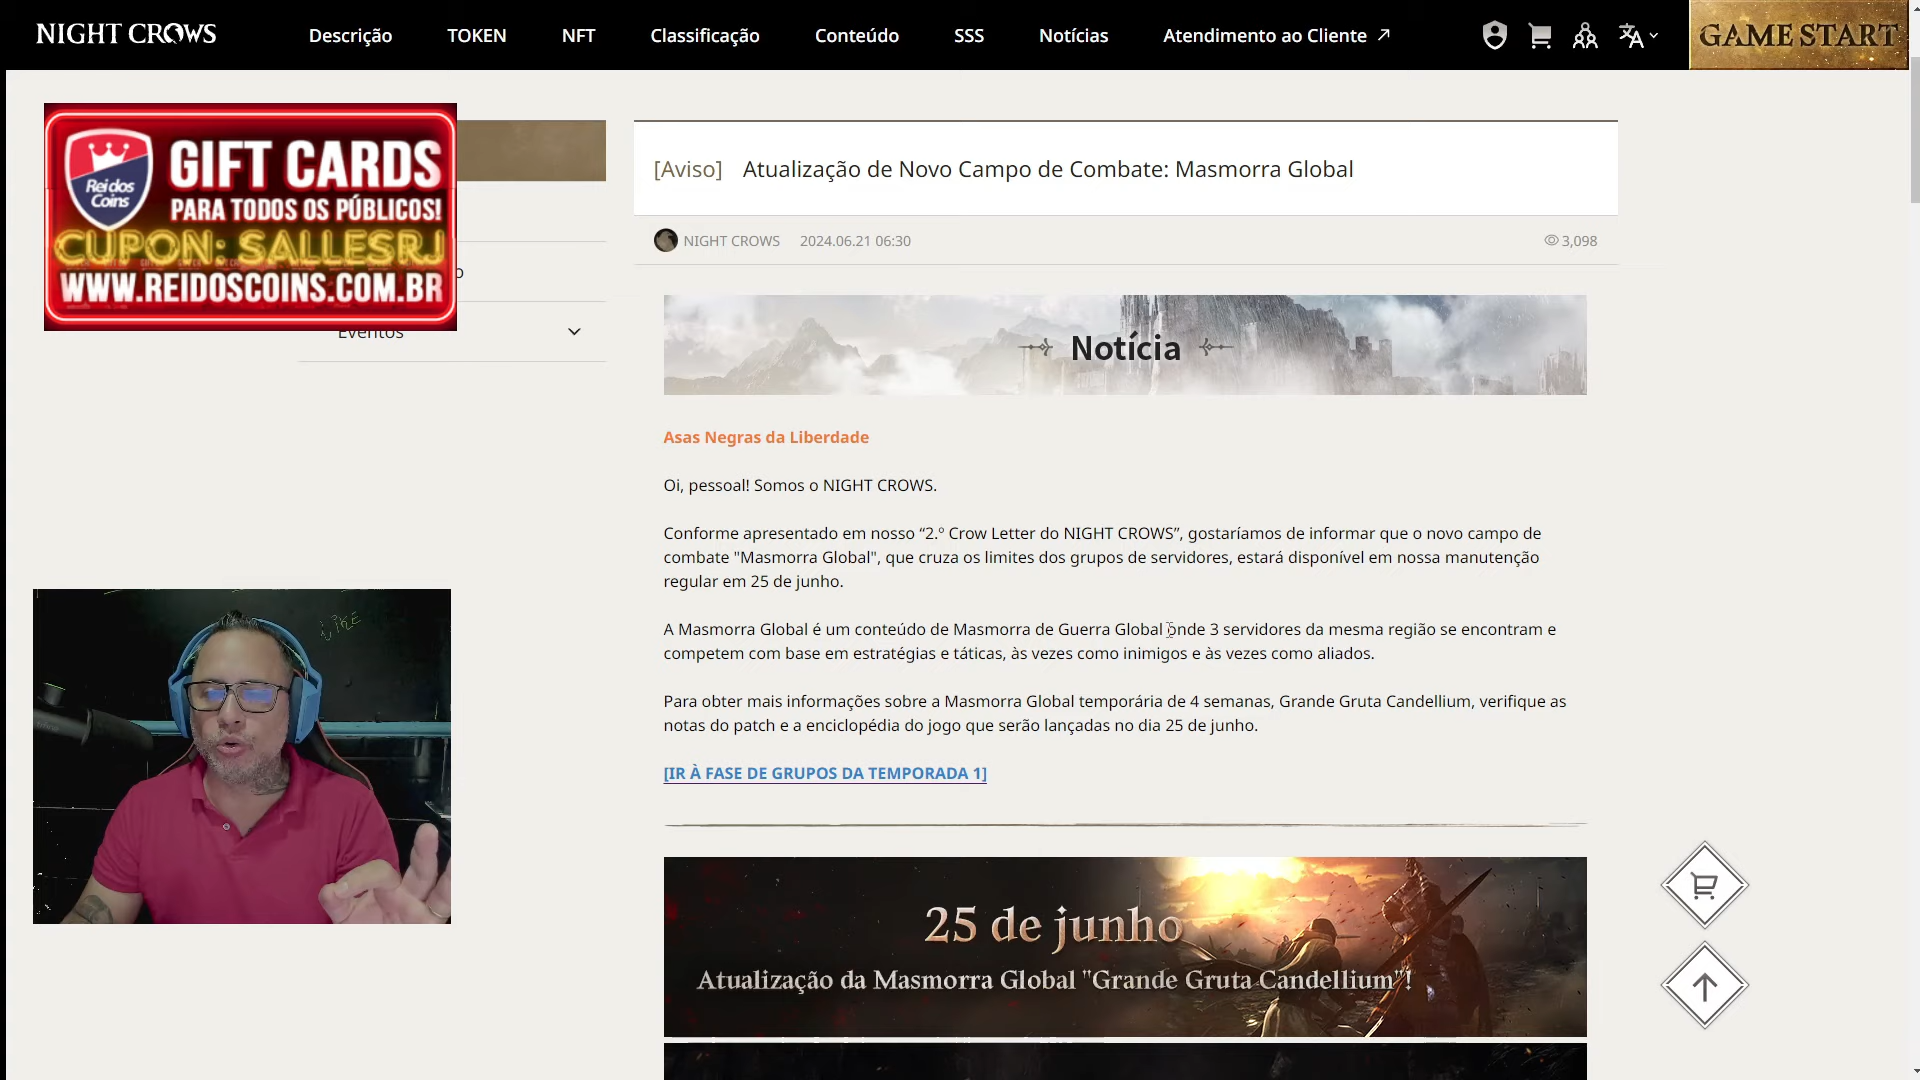 NIGHT CROWS
Descrição
TOKEN
NFT
Classificação
Conteúdo
SSS
Notícias
Atendimento ao Cliente
GAME START
Rei dos
Coins
GIFT CARDS
PARA TODOS OS PÚBLICOS!
CUPON: SALLESRJ
WWW.REIDOSCOINS.COM.BR
Eventos
LIKE
[Aviso] Atualização de Novo Campo de Combate: Masmorra Global
NIGHT CROWS 2024.06.21 06:30 3,098
Notícia
Asas Negras da Liberdade
Oi, pessoal! Somos o NIGHT CROWS.
Conforme apresentado em nosso “2.º Crow Letter do NIGHT CROWS”, gostaríamos de informar que o novo campo de
combate "Masmorra Global", que cruza os limites dos grupos de servidores, estará disponível em nossa manutenção
regular em 25 de junho.
A Masmorra Global é um conteúdo de Masmorra de Guerra Global onde 3 servidores da mesma região se encontram e
competem com base em estratégias e táticas, às vezes como inimigos e às vezes como aliados.
Para obter mais informações sobre a Masmorra Global temporária de 4 semanas, Grande Gruta Candellium, verifique as
notas do patch e a enciclopédia do jogo que serão lançadas no dia 25 de junho.
[IR À FASE DE GRUPOS DA TEMPORADA 1]
25 de junho
Atualização da Masmorra Global "Grande Gruta Candellium"!